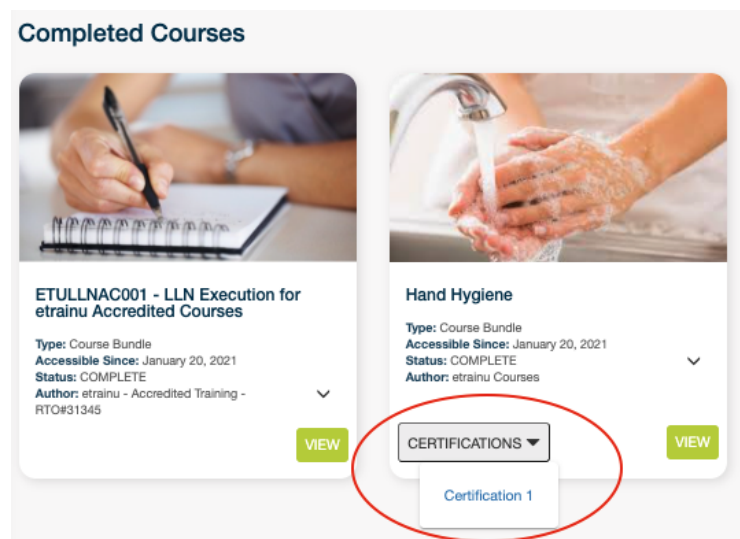 Completed Courses
ETULLNAC001 - LLN Execution for
etrainu Accredited Courses
Type: Course Bundle
Accessible Since: January 20, 2021
Status: COMPLETE
Author: etrainu - Accredited Training -
RTO#31345
VIEW
Hand Hygiene
Type: Course Bundle
Accessible Since: January 20, 2021
Status: COMPLETE
Author: etrainu Courses
CERTIFICATIONS
VIEW
Certification 1